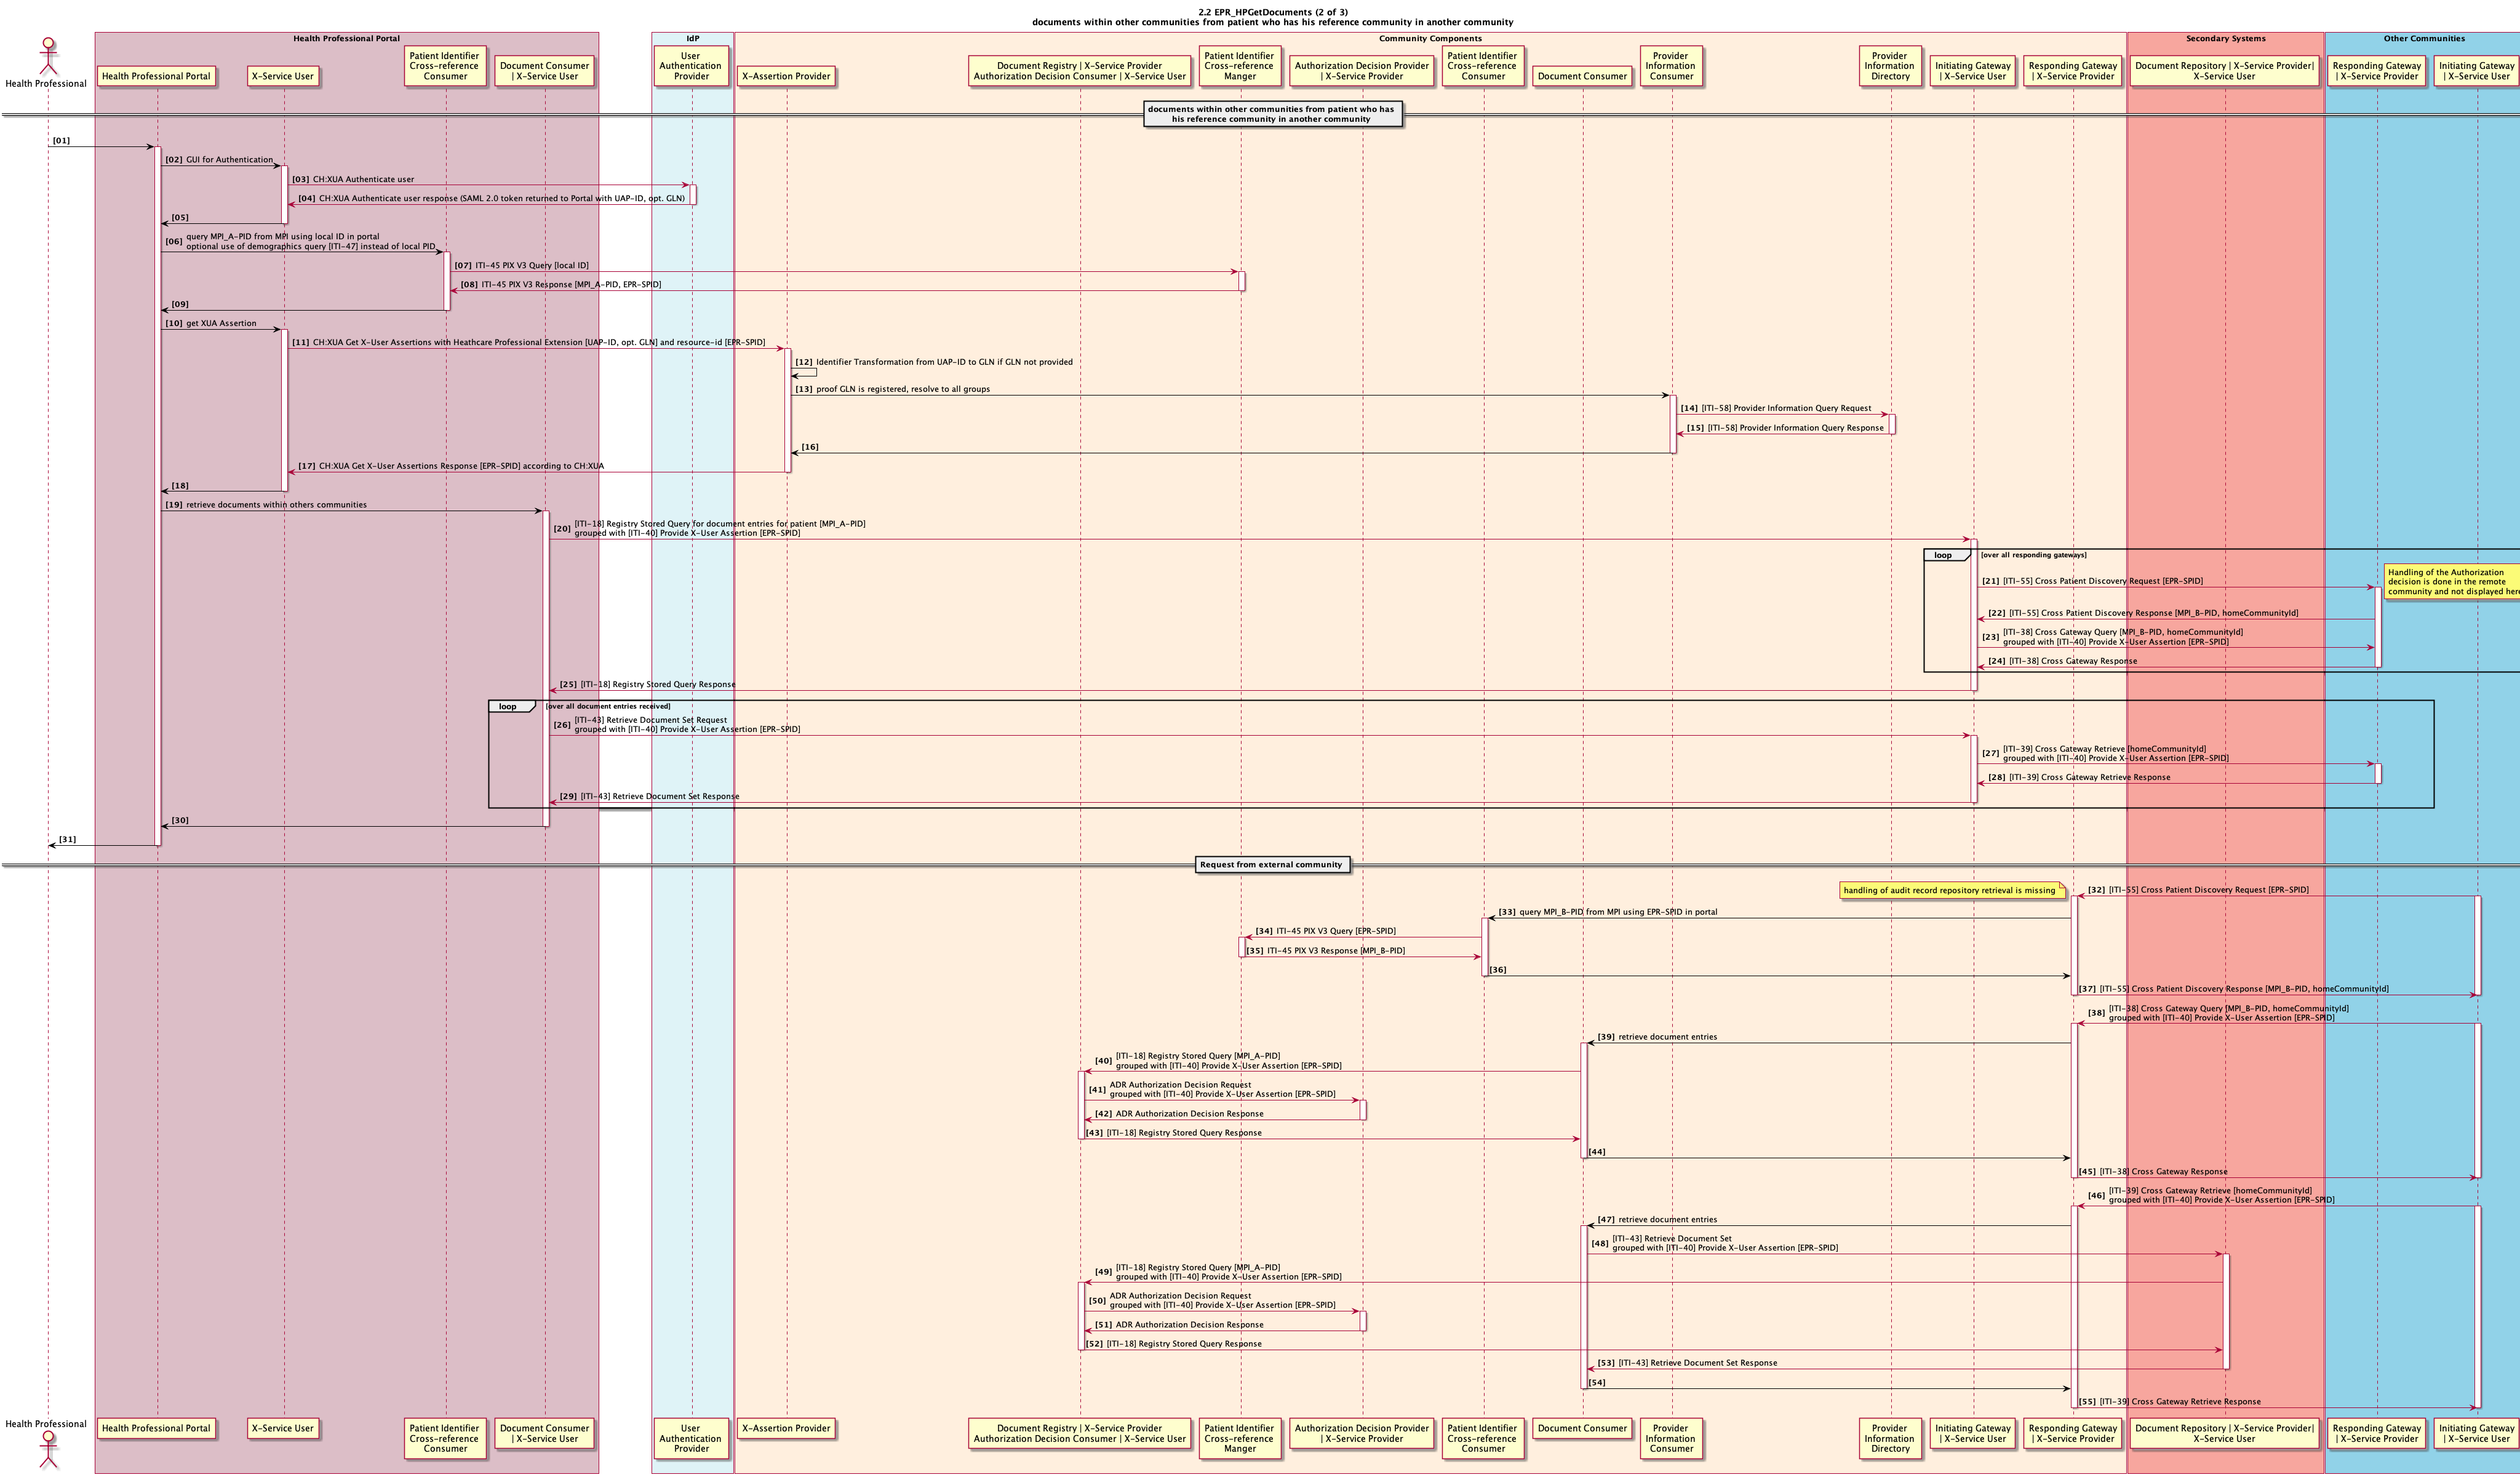 2.2 EPR_HPGetDocuments (2 of 3)
documents within other communities from patient who has his reference community in another community
Health Professional Portal
IdP
Community Components
Secondary Systems
Other Communities
Health Professional
Health Professional Portal
X-Service User
Patient Identifier
Cross-reference
Consumer
Document Consumer
| X-Service User
User
Authentication
Provider
X-Assertion Provider
Document Registry | X-Service Provider
Authorization Decision Consumer | X-Service User
Patient Identifier
Cross-reference
Manger
Authorization Decision Provider
| X-Service Provider
Patient Identifier
Cross-reference
Consumer
Document Consumer
Provider
Information
Consumer
Provider
Information
Directory
Initiating Gateway
| X-Service User
Responding Gateway
| X-Service Provider
Document Repository | X-Service Provider|
X-Service User
Responding Gateway
| X-Service Provider
Initiating Gateway
| X-Service User
documents within other communities from patient who has
his reference community in another community
[01]
[02] GUI for Authentication
[03] CH:XUA Authenticate user
[04] CH:XUA Authenticate user response (SAML 2.0 token returned to Portal with UAP-ID, opt. GLN)
[05]
[06] query MPI_A-PID from MPI using local ID in portal
optional use of demographics query [ITI-47] instead of local PID
[07] ITI-45 PIX V3 Query [local ID]
[08] ITI-45 PIX V3 Response [MPI_A-PID, EPR-SPID]
[09]
[10] get XUA Assertion
[11] CH:XUA Get X-User Assertions with Heathcare Professional Extension [UAP-ID, opt. GLN] and resource-id [EPR-SPID]
[12] Identifier Transformation from UAP-ID to GLN if GLN not provided
[13] proof GLN is registered, resolve to all groups
[14] [ITI-58] Provider Information Query Request
[15] [ITI-58] Provider Information Query Response
[16]
[17] CH:XUA Get X-User Assertions Response [EPR-SPID] according to CH:XUA
[18]
[19] retrieve documents within others communities
[20] [ITI-18] Registry Stored Query for document entries for patient [MPI_A-PID]
grouped with [ITI-40] Provide X-User Assertion [EPR-SPID]
loop [over all responding gateways]
[21] [ITI-55] Cross Patient Discovery Request [EPR-SPID]
Handling of the Authorization
decision is done in the remote
community and not displayed here
[22] [ITI-55] Cross Patient Discovery Response [MPI_B-PID, homeCommunityId]
[23] [ITI-38] Cross Gateway Query [MPI_B-PID, homeCommunityId]
grouped with [ITI-40] Provide X-User Assertion [EPR-SPID]
[24] [ITI-38] Cross Gateway Response
[25] [ITI-18] Registry Stored Query Response
loop [over all document entries received]
[26] [ITI-43] Retrieve Document Set Request
grouped with [ITI-40] Provide X-User Assertion [EPR-SPID]
[27] [ITI-39] Cross Gateway Retrieve [homeCommunityId]
grouped with [ITI-40] Provide X-User Assertion [EPR-SPID]
[28] [ITI-39] Cross Gateway Retrieve Response
[29] [ITI-43] Retrieve Document Set Response
[30]
[31]
Request from external community
handling of audit record repository retrieval is missing
[32] [ITI-55] Cross Patient Discovery Request [EPR-SPID]
[33] query MPI_B-PID from MPI using EPR-SPID in portal
[34] ITI-45 PIX V3 Query [EPR-SPID]
[35] ITI-45 PIX V3 Response [MPI_B-PID]
[36]
[37] [ITI-55] Cross Patient Discovery Response [MPI_B-PID, homeCommunityId]
[38] [ITI-38] Cross Gateway Query [MPI_B-PID, homeCommunityId]
grouped with [ITI-40] Provide X-User Assertion [EPR-SPID]
[39] retrieve document entries
[40] [ITI-18] Registry Stored Query [MPI_A-PID]
grouped with [ITI-40] Provide X-User Assertion [EPR-SPID]
[41] ADR Authorization Decision Request
grouped with [ITI-40] Provide X-User Assertion [EPR-SPID]
[42] ADR Authorization Decision Response
[43] [ITI-18] Registry Stored Query Response
[44]
[45] [ITI-38] Cross Gateway Response
[46] [ITI-39] Cross Gateway Retrieve [homeCommunityId]
grouped with [ITI-40] Provide X-User Assertion [EPR-SPID]
[47] retrieve document entries
[48] [ITI-43] Retrieve Document Set
grouped with [ITI-40] Provide X-User Assertion [EPR-SPID]
[49] [ITI-18] Registry Stored Query [MPI_A-PID]
grouped with [ITI-40] Provide X-User Assertion [EPR-SPID]
[50] ADR Authorization Decision Request
grouped with [ITI-40] Provide X-User Assertion [EPR-SPID]
[51] ADR Authorization Decision Response
[52] [ITI-18] Registry Stored Query Response
[53] [ITI-43] Retrieve Document Set Response
[54]
[55] [ITI-39] Cross Gateway Retrieve Response
Health Professional
Health Professional Portal
X-Service User
Patient Identifier
Cross-reference
Consumer
Document Consumer
| X-Service User
User
Authentication
Provider
X-Assertion Provider
Document Registry | X-Service Provider
Authorization Decision Consumer | X-Service User
Patient Identifier
Cross-reference
Manger
Authorization Decision Provider
| X-Service Provider
Patient Identifier
Cross-reference
Consumer
Document Consumer
Provider
Information
Consumer
Provider
Information
Directory
Initiating Gateway
| X-Service User
Responding Gateway
| X-Service Provider
Document Repository | X-Service Provider|
X-Service User
Responding Gateway
| X-Service Provider
Initiating Gateway
| X-Service User